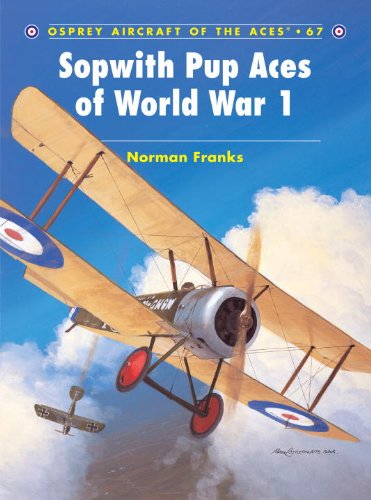 OSPREY AIRCRAFT OF THE ACES® • 67
Sopwith Pup Aces
of World War 1
Norman Franks